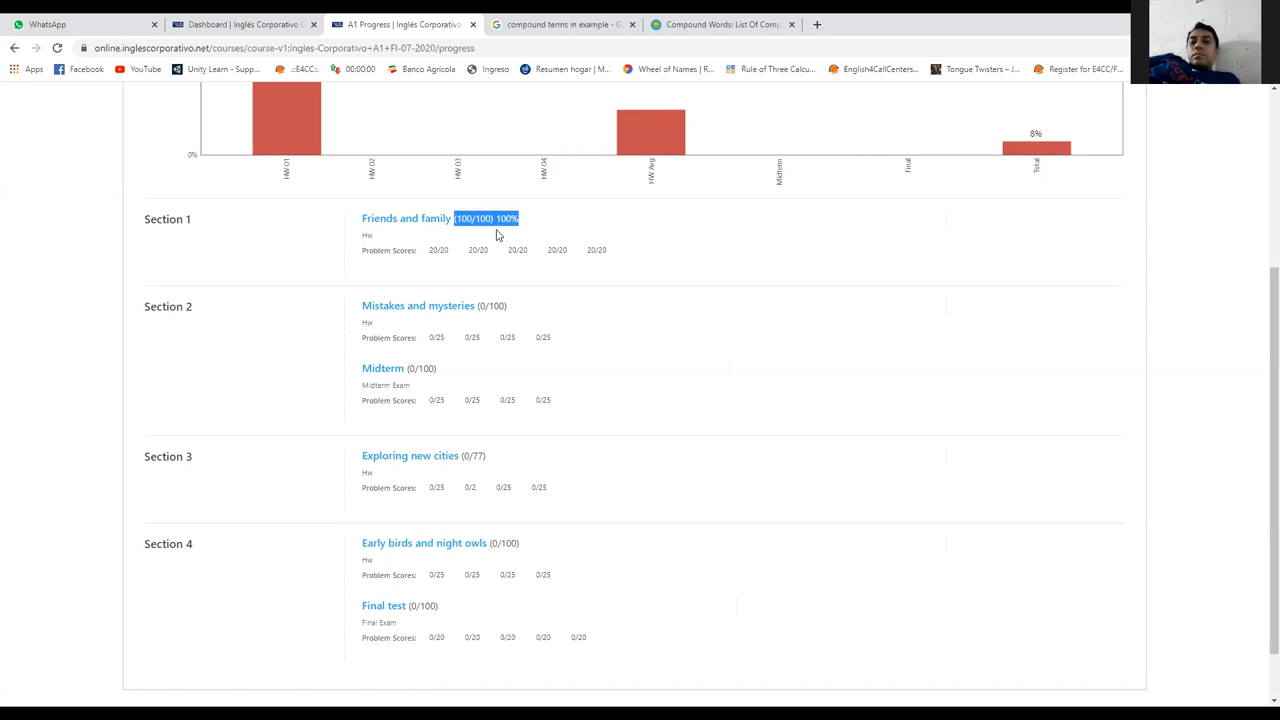 WhatsApp
Dashboard | Inglés Corporativo C
A1 Progress | Inglés Corporativo
compound terms in example - G
Compound Words: List Of Comp
online.inglescorporativo.net/courses/course-v1:Ingles-Corporativo+A1+FI-07-2020/progress
Apps
Facebook
YouTube
Unity Learn - Supp...
.::E4CC::.
00:00:00
Banco Agrícola
Ingreso
Resumen hogar | M...
Wheel of Names | R...
Rule of Three Calcu...
English4CallCenters...
Tongue Twisters – J...
Register for E4CC/F...
0%
8%
HW 01
HW 02
HW 03
HW 04
HW Avg
Midterm
Final
Total
Section 1
Friends and family (100/100) 100%
Hw
Problem Scores: 20/20 20/20 20/20 20/20 20/20
Section 2
Mistakes and mysteries (0/100)
Hw
Problem Scores: 0/25 0/25 0/25 0/25
Midterm (0/100)
Midterm Exam
Problem Scores: 0/25 0/25 0/25 0/25
Section 3
Exploring new cities (0/77)
Hw
Problem Scores: 0/25 0/2 0/25 0/25
Section 4
Early birds and night owls (0/100)
Hw
Problem Scores: 0/25 0/25 0/25 0/25
Final test (0/100)
Final Exam
Problem Scores: 0/20 0/20 0/20 0/20 0/20